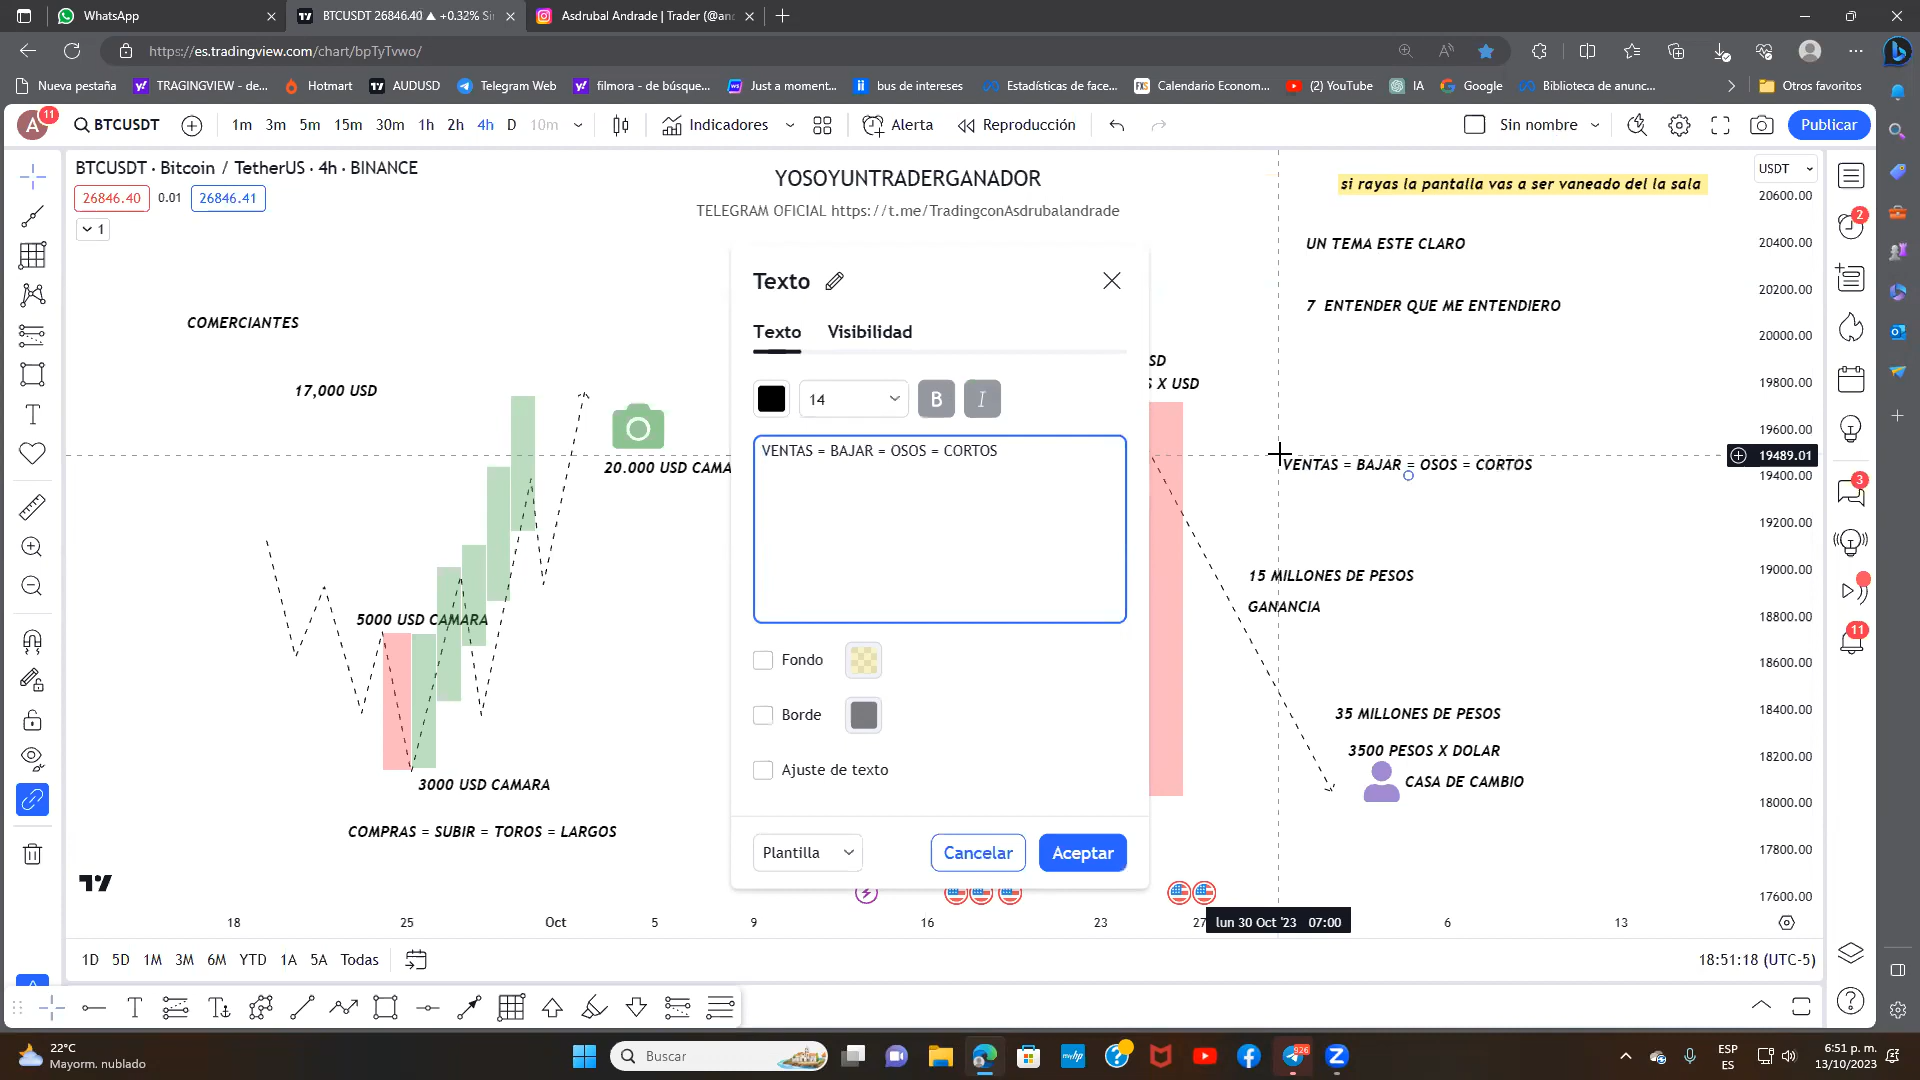 WhatsApp
BTCUSDT 26846.40 ▲ +0.32% Si
Asdrubal Andrade | Trader (@and
https://es.tradingview.com/chart/bpTyTvwo/
Nueva pestaña
TRAGINGVIEW - de...
Hotmart
AUDUSD
Telegram Web
filmora - de búsque...
Just a moment...
bus de intereses
Estadísticas de face...
Calendario Econom...
(2) YouTube
IA
Google
Biblioteca de anunc...
Otros favoritos
A 11
BTCUSDT
1m 3m 5m 15m 30m 1h 2h 4h D 10m
Indicadores
Alerta
Reproducción
Sin nombre
Publicar
BTCUSDT · Bitcoin / TetherUS · 4h · BINANCE
26846.40 0.01 26846.41
1
YOSOYUNTRADERGANADOR
TELEGRAM OFICIAL https://t.me/TradingconAsdrubalandrade
si rayas la pantalla vas a ser vaneado del la sala
UN TEMA ESTE CLARO
7 ENTENDER QUE ME ENTENDIERO
COMERCIANTES
17,000 USD
20.000 USD CAMA
5000 USD CAMARA
3000 USD CAMARA
COMPRAS = SUBIR = TOROS = LARGOS
SD
S X USD
VENTAS = BAJAR = OSOS = CORTOS
15 MILLONES DE PESOS
GANANCIA
35 MILLONES DE PESOS
3500 PESOS X DOLAR
CASA DE CAMBIO
Texto
Texto Visibilidad
14 B I
VENTAS = BAJAR = OSOS = CORTOS
Fondo
Borde
Ajuste de texto
Plantilla
Cancelar
Aceptar
USDT
20600.00
20400.00
20200.00
20000.00
19800.00
19600.00
19489.01
19400.00
19200.00
19000.00
18800.00
18600.00
18400.00
18200.00
18000.00
17800.00
17600.00
2
3
11
18 25 Oct 5 9 16 23 27 lun 30 Oct '23 07:00 6 13
1D 5D 1M 3M 6M YTD 1A 5A Todas
18:51:18 (UTC-5)
22°C
Mayorm. nublado
Buscar
myhp
926
ESP
ES
6:51 p. m.
13/10/2023